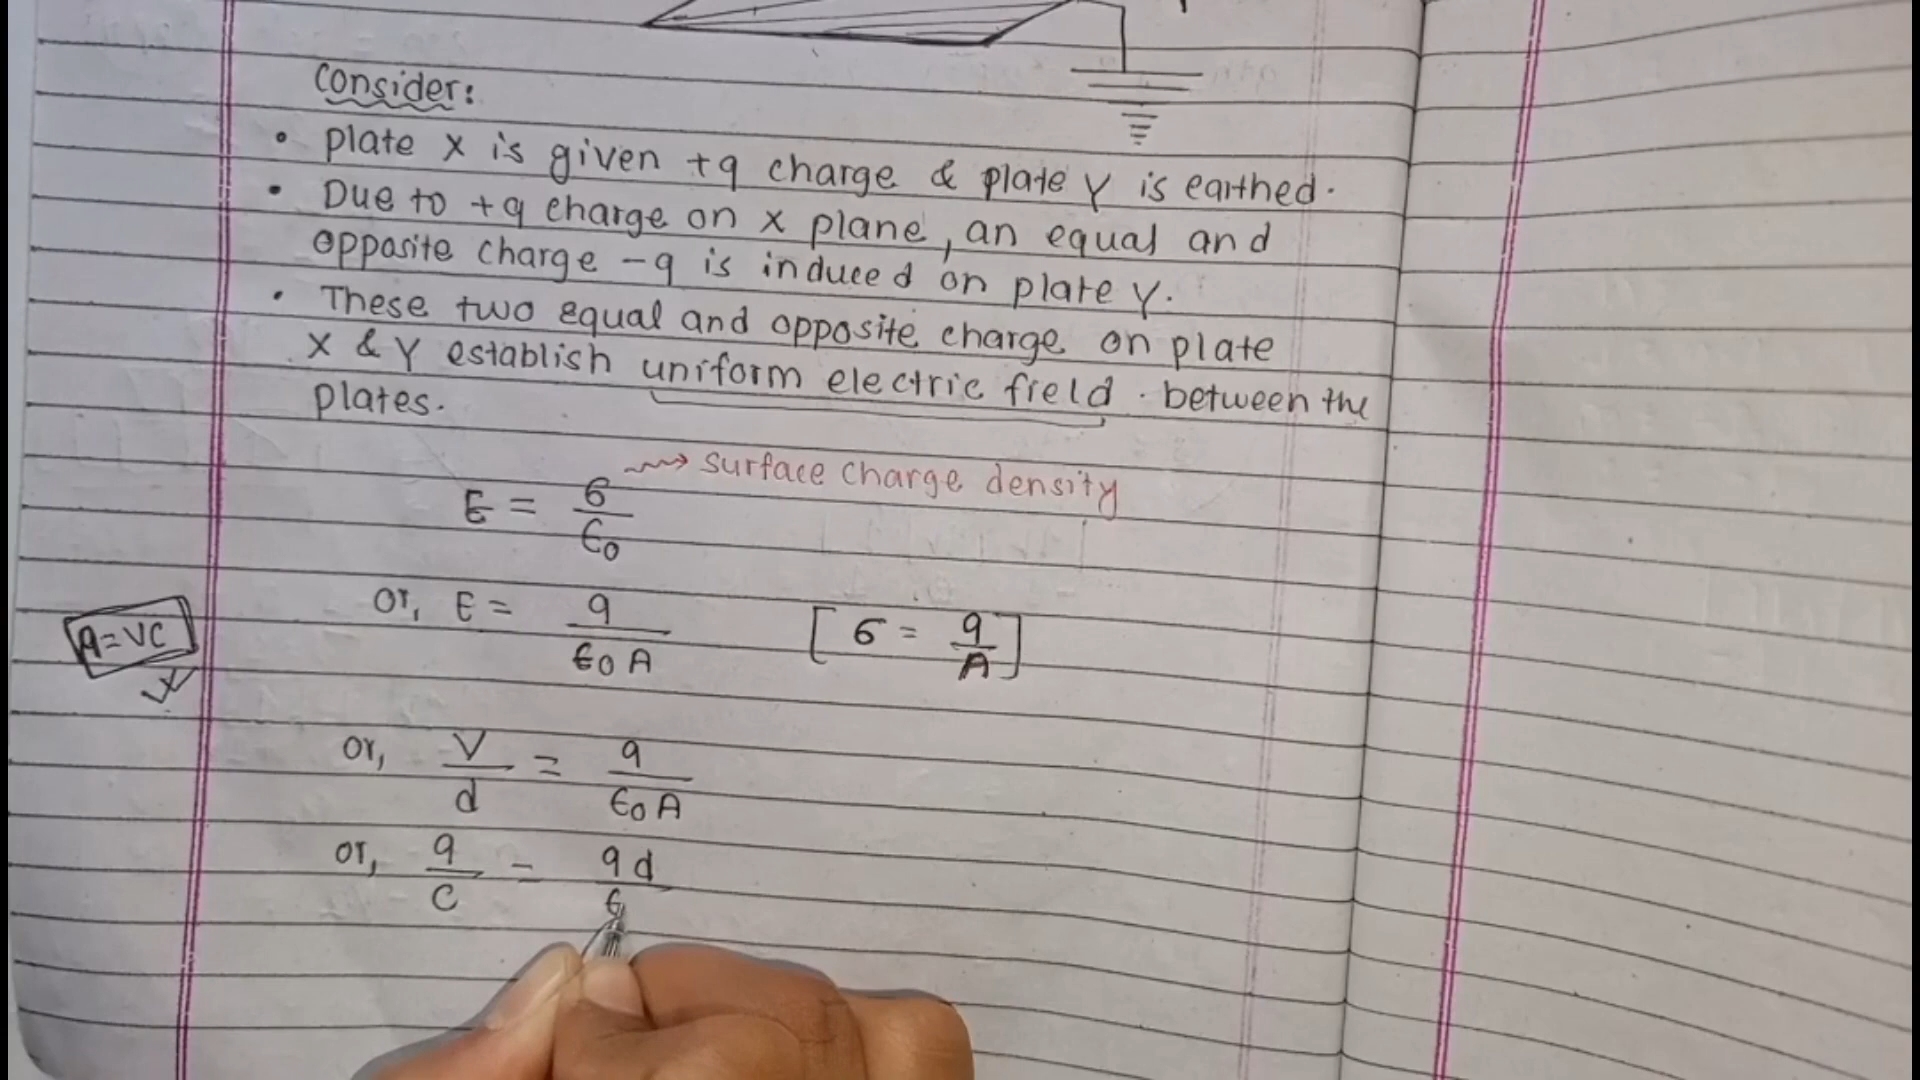 Consider:
• plate X is given +q charge & plate Y is earthed.
• Due to +q charge on X plane, an equal and
opposite charge -q is induced on plate Y.
• These two equal and opposite charge on plate
X & Y establish uniform electric field. between the
plates.
E = σ/ϵ0 → surface charge density
or, E = q/ϵ0A [σ = q/A]
q=VC
or, V/d = q/ϵ0A
or, q/C = qd/ϵ